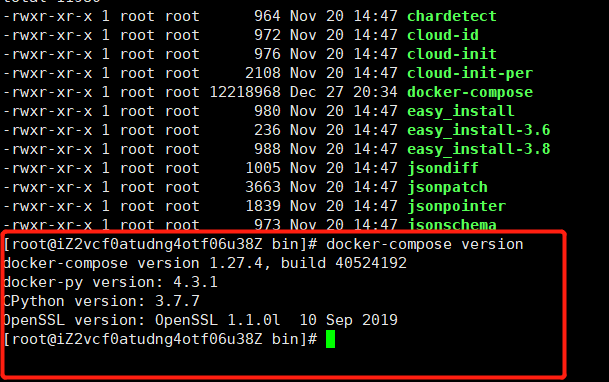 -rwxr-xr-x 1 root root      964 Nov 20 14:47 chardetect
-rwxr-xr-x 1 root root      972 Nov 20 14:47 cloud-id
-rwxr-xr-x 1 root root      976 Nov 20 14:47 cloud-init
-rwxr-xr-x 1 root root     2108 Nov 20 14:47 cloud-init-per
-rwxr-xr-x 1 root root 12218968 Dec 27 20:34 docker-compose
-rwxr-xr-x 1 root root      980 Nov 20 14:47 easy_install
-rwxr-xr-x 1 root root      236 Nov 20 14:47 easy_install-3.6
-rwxr-xr-x 1 root root      988 Nov 20 14:47 easy_install-3.8
-rwxr-xr-x 1 root root     1005 Nov 20 14:47 jsondiff
-rwxr-xr-x 1 root root     3663 Nov 20 14:47 jsonpatch
-rwxr-xr-x 1 root root     1839 Nov 20 14:47 jsonpointer
-rwxr-xr-x 1 root root      973 Nov 20 14:47 jsonschema
[root@iZ2vcf0atudng4otf06u38Z bin]# docker-compose version
docker-compose version 1.27.4, build 40524192
docker-py version: 4.3.1
CPython version: 3.7.7
OpenSSL version: OpenSSL 1.1.0l  10 Sep 2019
[root@iZ2vcf0atudng4otf06u38Z bin]#